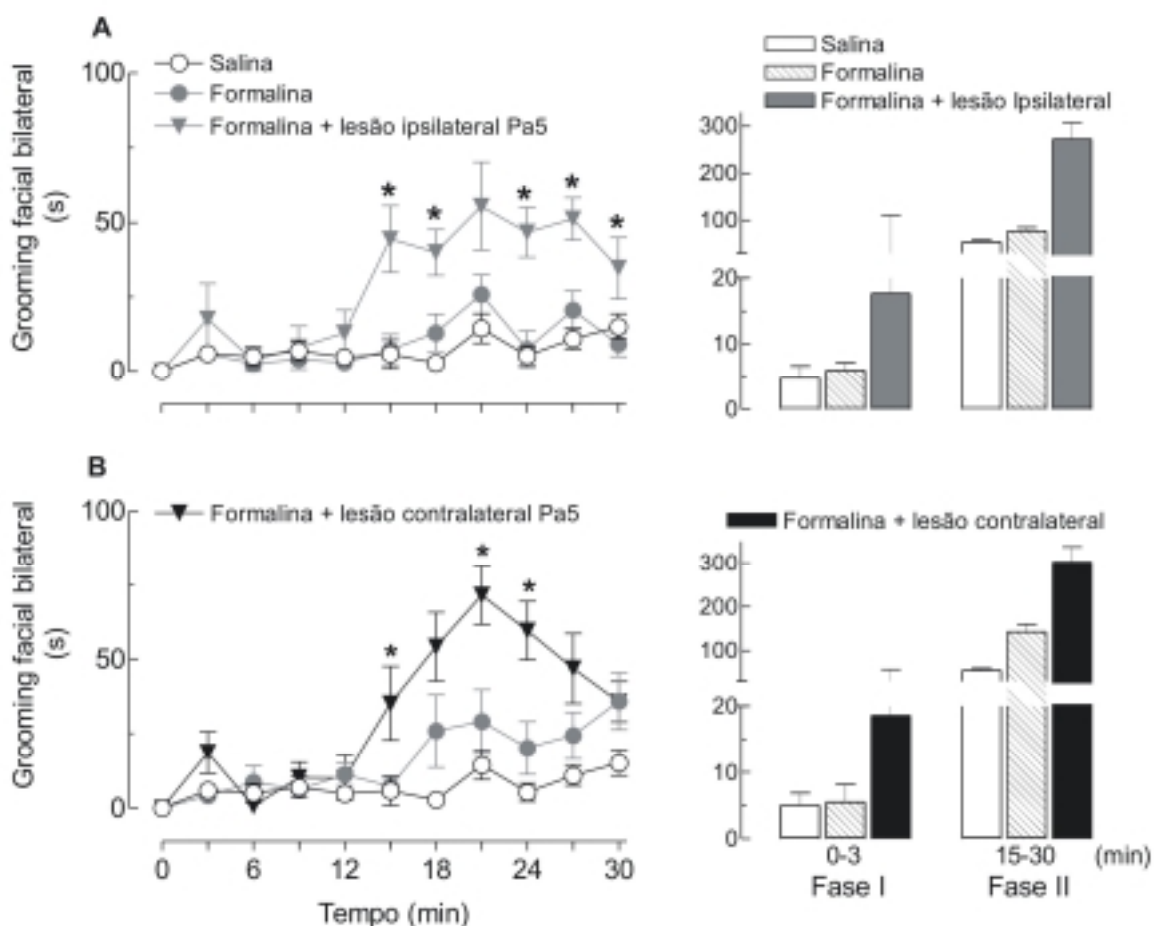 A
Salina
Formalina
Formalina + lesão ipsilateral Pa5
100
50
0
Grooming facial bilateral
(s)
*
*
*
*
*
Salina
Formalina
Formalina + lesão Ipsilateral
300
200
100
20
10
0
B
Formalina + lesão contralateral Pa5
100
50
0
Grooming facial bilateral
(s)
*
*
*
0 6 12 18 24 30
Tempo (min)
Formalina + lesão contralateral
300
200
100
20
10
0
0-3 15-30 (min)
Fase I Fase II